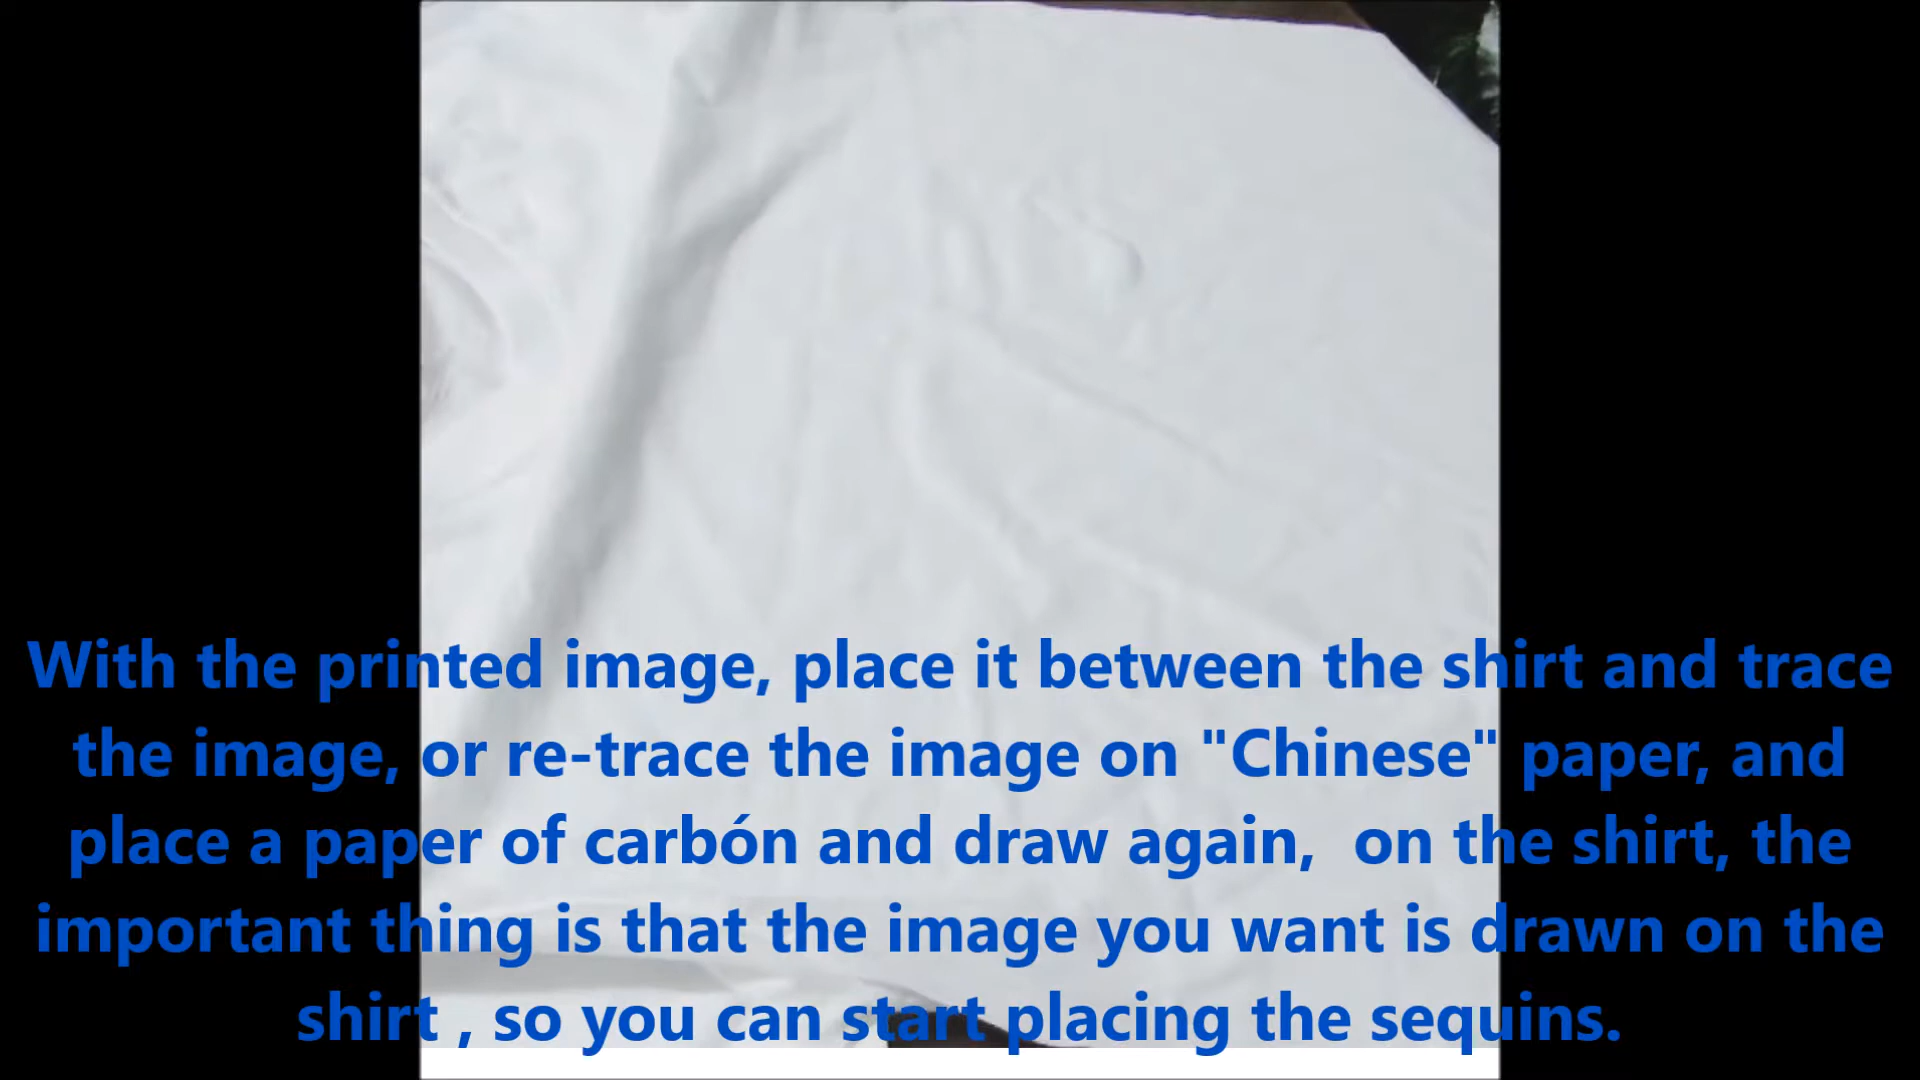 With the printed image, place it between the shirt and trace
the image, or re-trace the image on "Chinese" paper, and
place a paper of carbón and draw again,  on the shirt, the
important thing is that the image you want is drawn on the
shirt , so you can start placing the sequins.